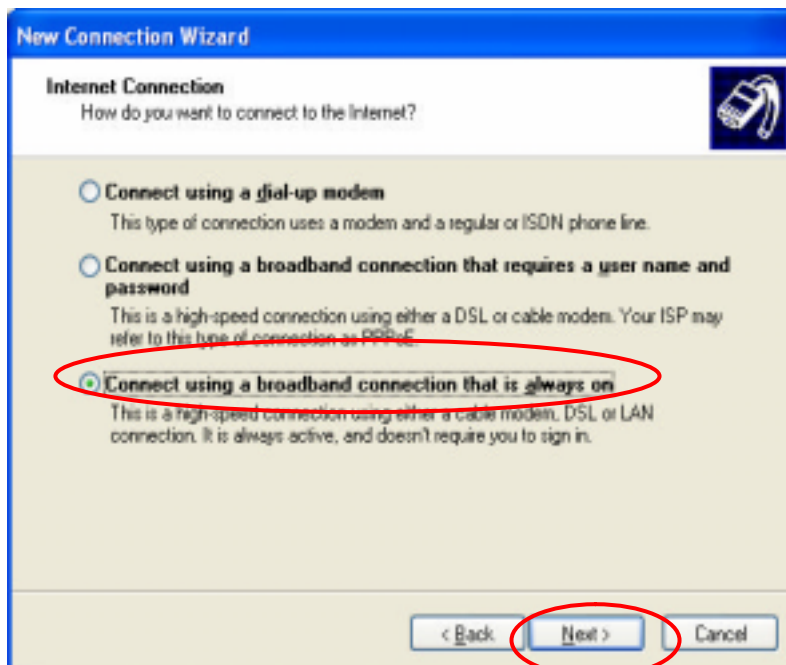 New Connection Wizard
Internet Connection
How do you want to connect to the Internet?
Connect using a dial-up modem
This type of connection uses a modem and a regular or ISDN phone line.
Connect using a broadband connection that requires a user name and
password
This is a high-speed connection using either a DSL or cable modem. Your ISP may
refer to this type of connection as PPPoE.
Connect using a broadband connection that is always on
This is a high-speed connection using either a cable modem, DSL or LAN
connection. It is always active, and doesn't require you to sign in.
< Back
Next >
Cancel